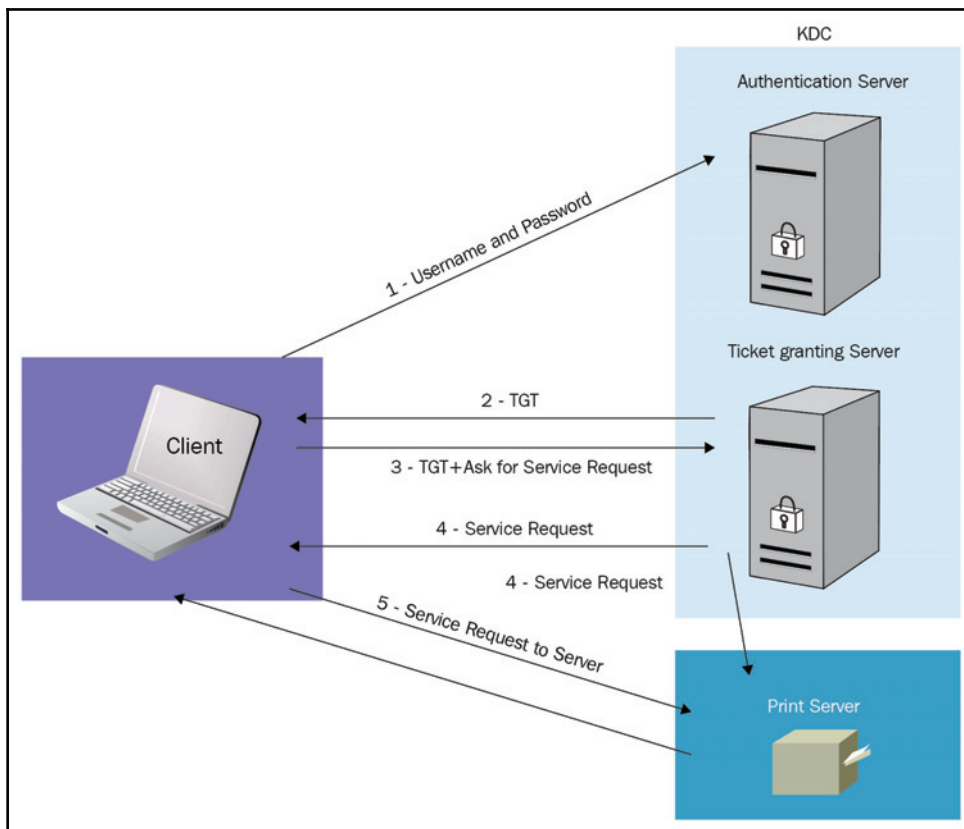 KDC
Authentication Server
1 - Username and Password
Ticket granting Server
2 - TGT
Client
3 - TGT+Ask for Service Request
4 - Service Request
4 - Service Request
5 - Service Request to Server
Print Server